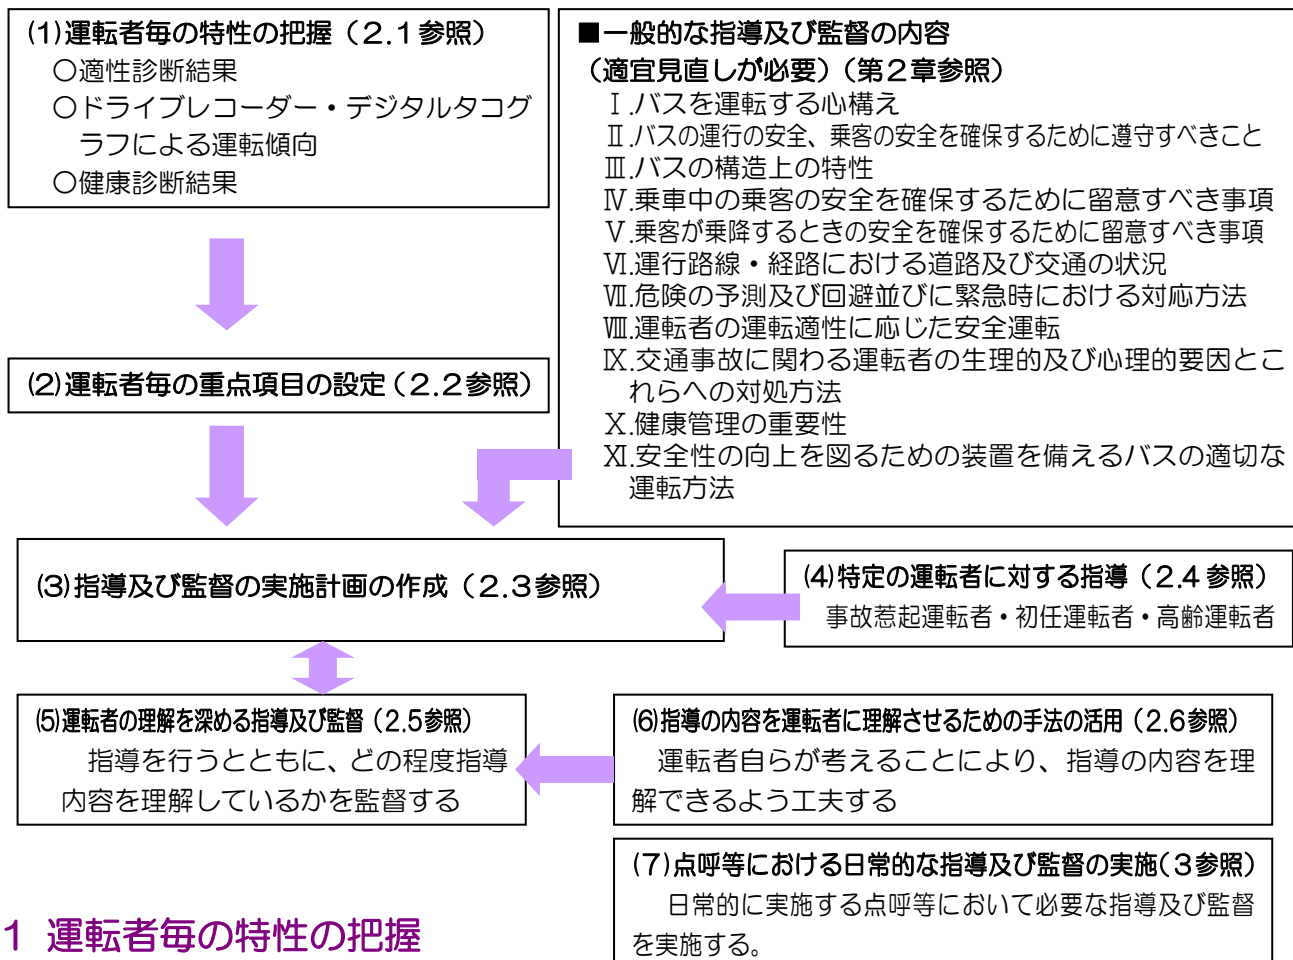 (1)運転者毎の特性の把握（2.1参照）
○適性診断結果
○ドライブレコーダー・デジタルタコグ
ラフによる運転傾向
○健康診断結果
(2)運転者毎の重点項目の設定（2.2参照）
■一般的な指導及び監督の内容
（適宜見直しが必要）（第２章参照）
Ⅰ.バスを運転する心構え
Ⅱ.バスの運行の安全、乗客の安全を確保するために遵守すべきこと
Ⅲ.バスの構造上の特性
Ⅳ.乗車中の乗客の安全を確保するために留意すべき事項
Ⅴ.乗客が乗降するときの安全を確保するために留意すべき事項
Ⅵ.運行路線・経路における道路及び交通の状況
Ⅶ.危険の予測及び回避並びに緊急時における対応方法
Ⅷ.運転者の運転適性に応じた安全運転
Ⅸ.交通事故に関わる運転者の生理的及び心理的要因とこ
れらへの対処方法
Ⅹ.健康管理の重要性
Ⅺ.安全性の向上を図るための装置を備えるバスの適切な
運転方法
(3)指導及び監督の実施計画の作成（2.3参照）
(4)特定の運転者に対する指導（2.4 参照）
事故惹起運転者・初任運転者・高齢運転者
(5)運転者の理解を深める指導及び監督（2.5参照）
指導を行うとともに、どの程度指導
内容を理解しているかを監督する
(6)指導の内容を運転者に理解させるための手法の活用（2.6参照）
運転者自らが考えることにより、指導の内容を理
解できるよう工夫する
(7)点呼等における日常的な指導及び監督の実施（3参照）
日常的に実施する点呼等において必要な指導及び監督
を実施する。
1 運転者毎の特性の把握